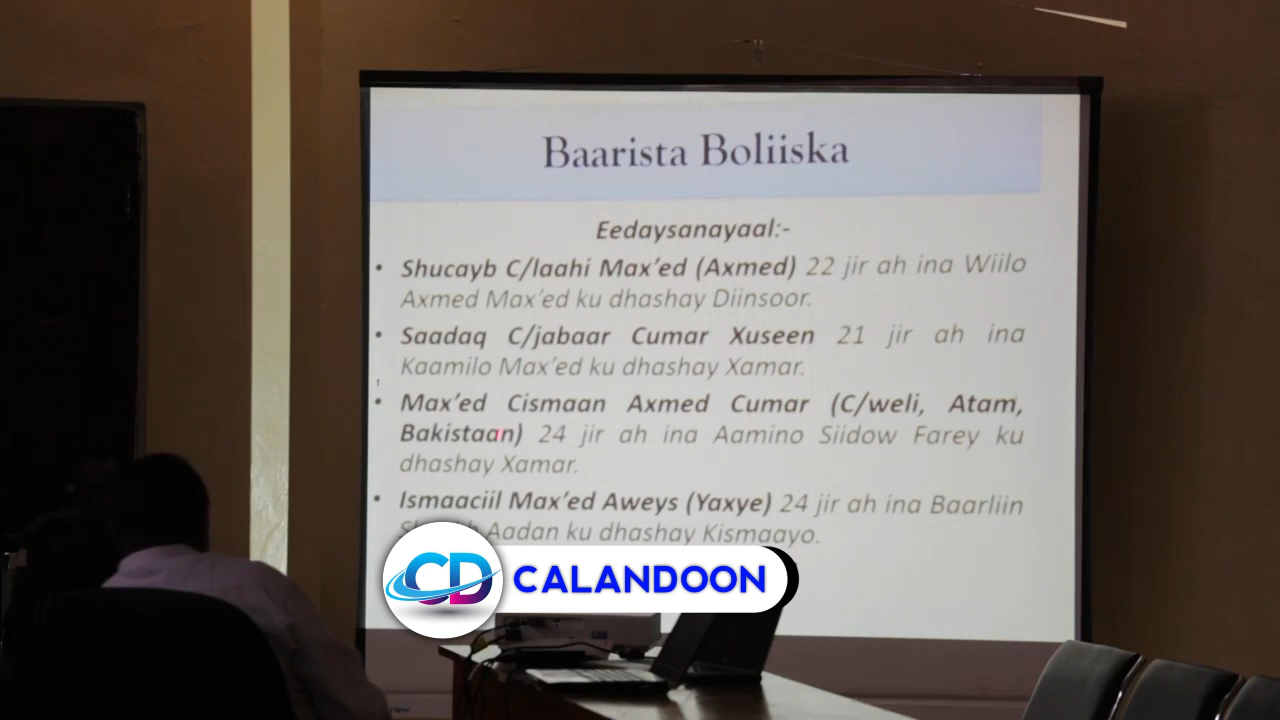 Baarista Boliiska
Eedaysanayaal:-
• Shucayb C/laahi Max'ed (Axmed) 22 jir ah ina Wiilo
Axmed Max'ed ku dhashay Diinsoor.
• Saadaq C/jabaar Cumar Xuseen 21 jir ah ina
Kaamilo Max'ed ku dhashay Xamar.
• Max'ed Cismaan Axmed Cumar (C/weli, Atam,
Bakistaan) 24 jir ah ina Aamino Siidow Farey ku
dhashay Xamar.
• Ismaaciil Max'ed Aweys (Yaxye) 24 jir ah ina Baarliin
Aadan ku dhashay Kismaayo.
CD CALANDOON